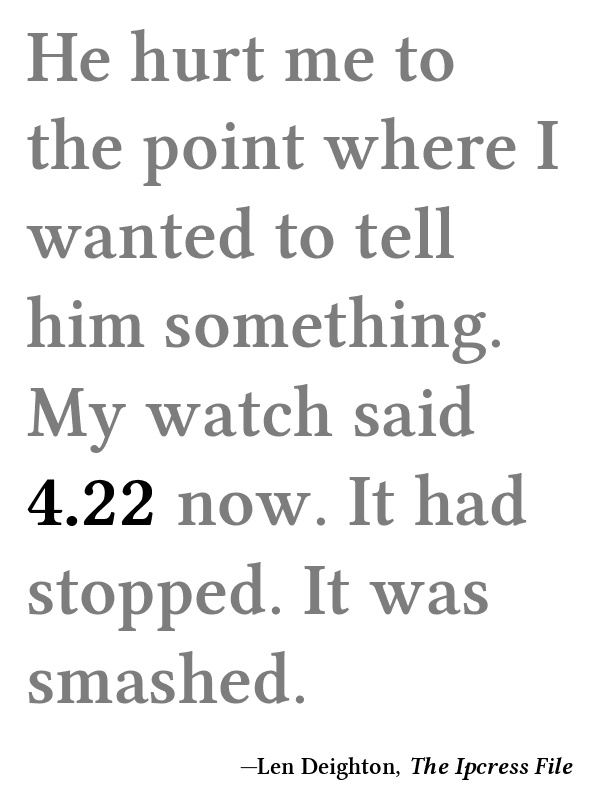 He hurt me to
the point where I
wanted to tell
him something.
My watch said
4.22 now. It had
stopped. It was
smashed.
—Len Deighton, The Ipcress File